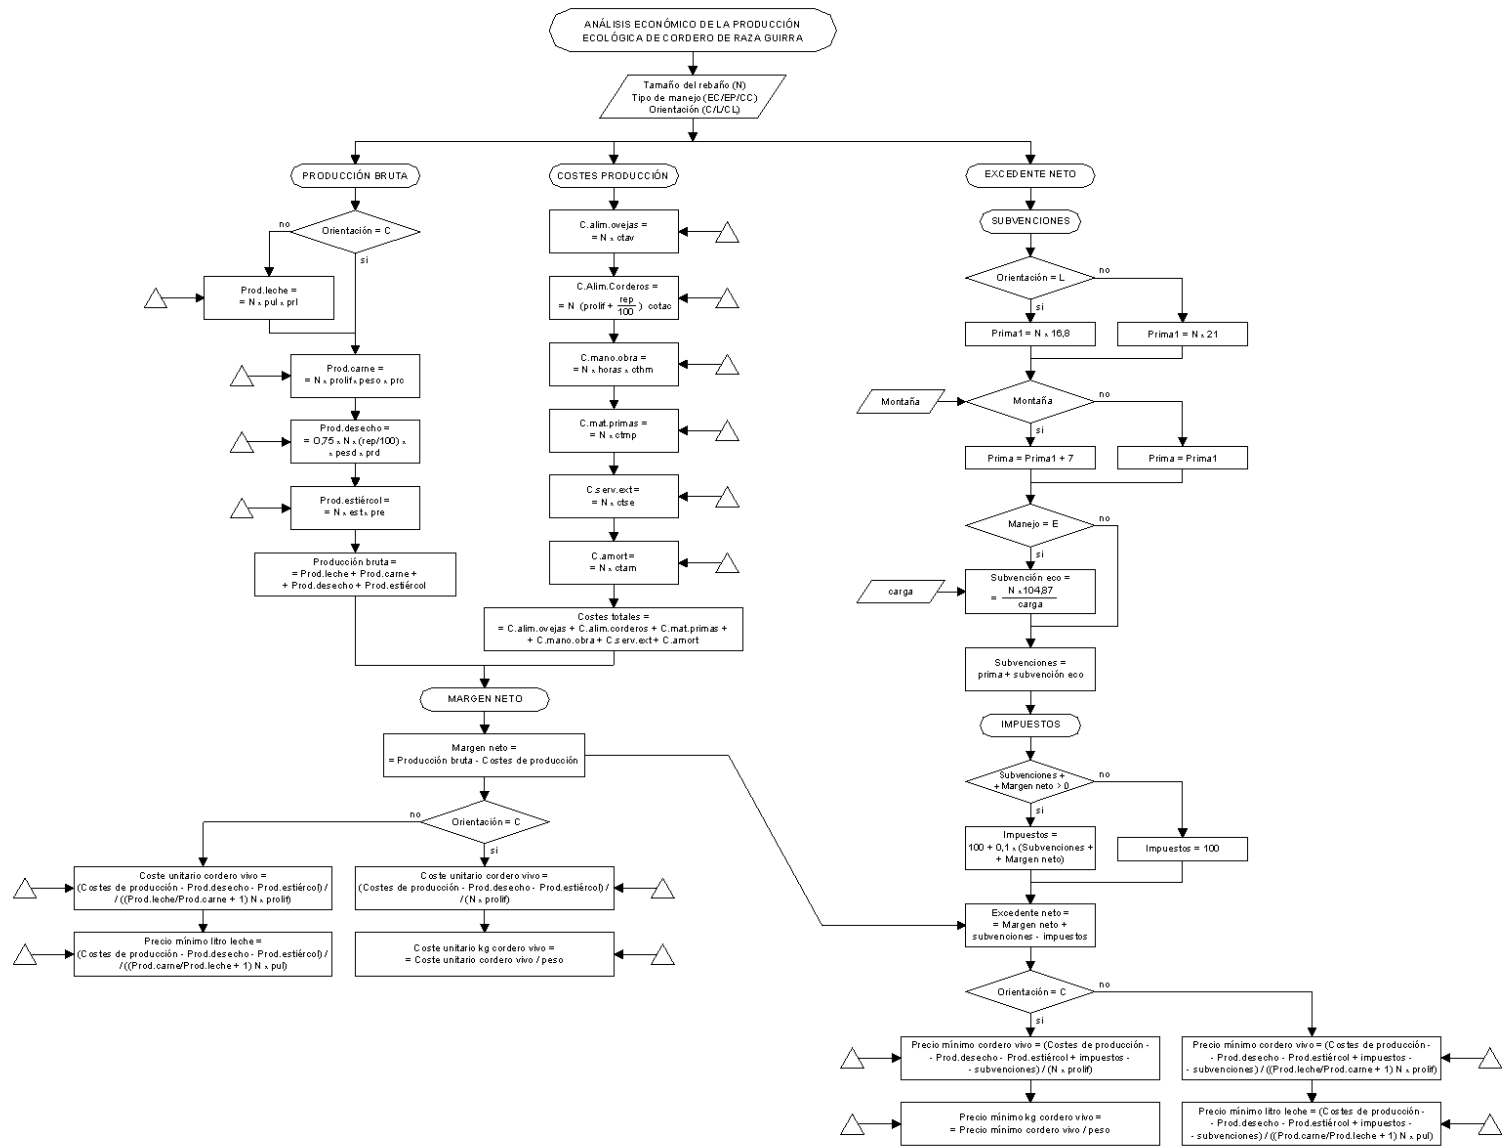 ANÁLISIS ECONÓMICO DE LA PRODUCCIÓN
ECOLÓGICA DE CORDERO DE RAZA GUIRRA
Tamaño del rebaño (N)
Tipo de manejo (EC/EP/CC)
Orientación (C/L/CL)
PRODUCCIÓN BRUTA
Orientación = C
no
si
Prod.leche =
= N x pul x prl
Prod.carne =
= N x prolif x peso x prc
Prod.desecho =
= 0,75 x N x (rep/100) x
x pesd x prd
Prod.estiércol =
= N x est x pre
Producción bruta =
= Prod.leche + Prod.carne +
+ Prod.desecho + Prod.estiércol
COSTES PRODUCCIÓN
C.alim.ovejas =
= N x ctav
C.Alim.Corderos =
= N (prolif + rep/100) cotac
C.mano.obra =
= N x horas x cthm
C.mat.primas =
= N x ctmp
C.serv.ext =
= N x ctse
C.amort =
= N x ctam
Costes totales =
= C.alim.ovejas + C.alim.corderos + C.mat.primas +
+ C.mano.obra + C.serv.ext + C.amort
MARGEN NETO
Margen neto =
= Producción bruta - Costes de producción
Orientación = C
no
si
Coste unitario cordero vivo =
(Costes de producción - Prod.desecho - Prod.estiércol) /
/ ((Prod.leche/Prod.carne + 1) N x prolif)
Precio mínimo litro leche =
(Costes de producción - Prod.desecho - Prod.estiércol) /
/ ((Prod.carne/Prod.leche + 1) N x pul)
Coste unitario cordero vivo =
(Costes de producción - Prod.desecho - Prod.estiércol) /
/ (N x prolif)
Coste unitario kg cordero vivo =
= Coste unitario cordero vivo / peso
EXCEDENTE NETO
SUBVENCIONES
Orientación = L
no
si
Prima1 = N x 16,8
Prima1 = N x 21
Montaña
Montaña
no
si
Prima = Prima1 + 7
Prima = Prima1
Manejo = E
no
si
carga
Subvención eco =
= N x 104,87
carga
Subvenciones =
prima + subvención eco
IMPUESTOS
Subvenciones +
+ Margen neto > 0
no
si
Impuestos =
100 + 0,1 x (Subvenciones +
+ Margen neto)
Impuestos = 100
Excedente neto =
= Margen neto +
subvenciones - impuestos
Orientación = C
no
si
Precio mínimo cordero vivo = (Costes de producción -
- Prod.desecho - Prod.estiércol + impuestos -
- subvenciones) / (N x prolif)
Precio mínimo kg cordero vivo =
= Precio mínimo cordero vivo / peso
Precio mínimo cordero vivo = (Costes de producción -
- Prod.desecho - Prod.estiércol + impuestos -
- subvenciones) / ((Prod.leche/Prod.carne + 1) N x prolif)
Precio mínimo litro leche = (Costes de producción -
- Prod.desecho - Prod.estiércol + impuestos -
- subvenciones) / ((Prod.carne/Prod.leche + 1) N x pul)